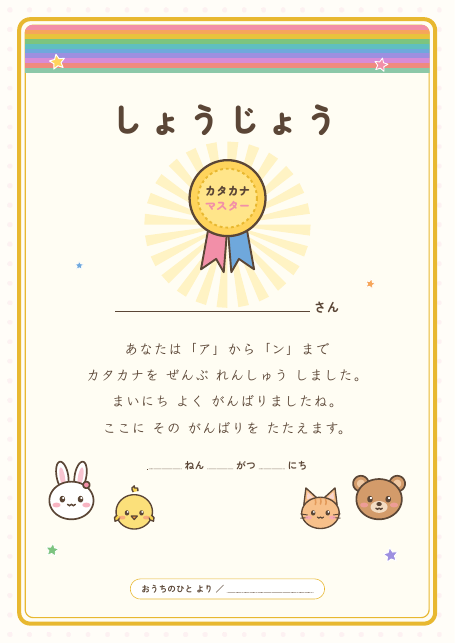 しょうじょう
カタカナ
マスター
さん
あなたは「ア」から「ン」まで
カタカナを ぜんぶ れんしゅう しました。
まいにち よく がんばりましたね。
ここに その がんばりを たたえます。
ねん がつ にち
おうちのひと より ／